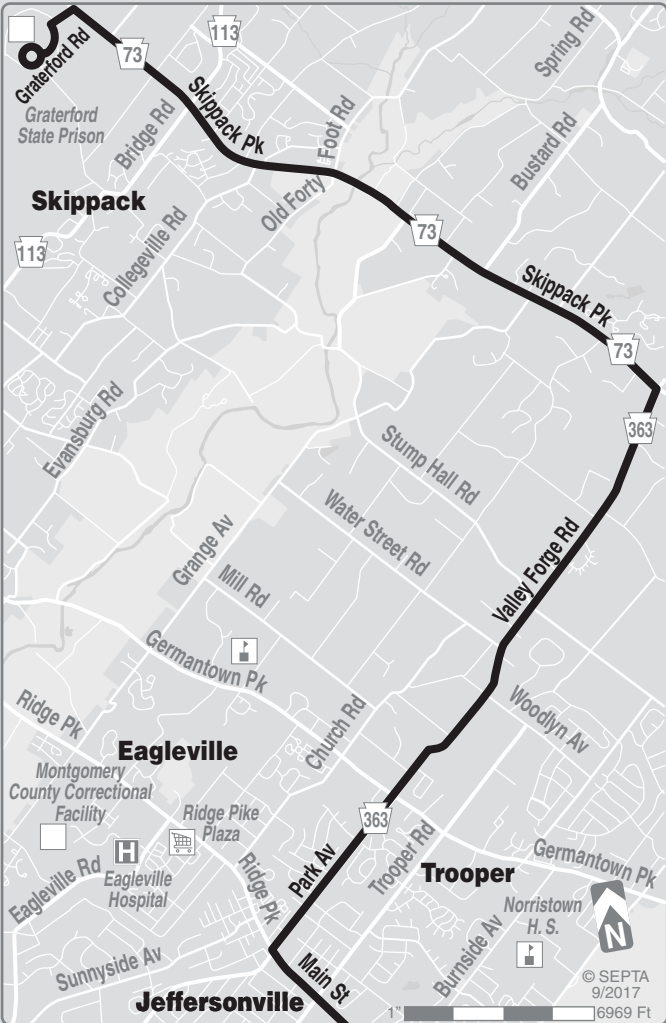 Graterford Rd
73
113
Spring Rd
Graterford
State Prison
Bridge Rd
Skippack Pk
Foot Rd
Old Forty
Bustard Rd
Skippack
113
Collegeville Rd
73
Skippack Pk
73
363
Evansburg Rd
Stump Hall Rd
Water Street Rd
Grange Av
Mill Rd
Valley Forge Rd
Germantown Pk
Ridge Pk
Church Rd
Woodlyn Av
Eagleville
Montgomery
County Correctional
Facility
Ridge Pike
Plaza
363
H
Eagleville
Hospital
Eagleville Rd
Ridge Pk
Park Av
Trooper Rd
Trooper
Germantown Pk
Norristown
H. S.
N
Burnside Av
Sunnyside Av
Main St
Jeffersonville
© SEPTA
9/2017
1"
6969 Ft